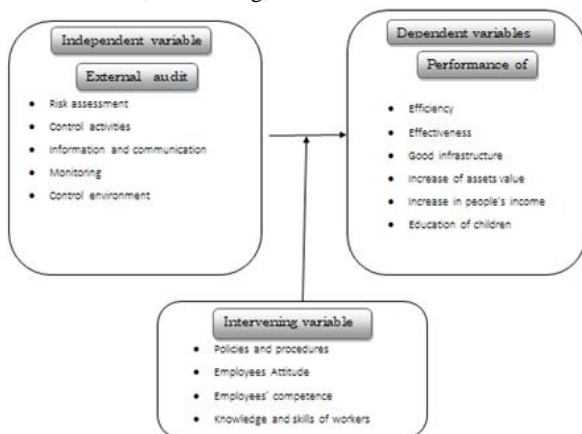 Independent variable
External audit
• Risk assessment
• Control activities
• Information and communication
• Monitoring
• Control environment
Dependent variables
Performance of
• Efficiency
• Effectiveness
• Good infrastructure
• Increase of assets value
• Increase in people's income
• Education of children
Intervening variable
• Policies and procedures
• Employees Attitude
• Employees' competence
• Knowledge and skills of workers